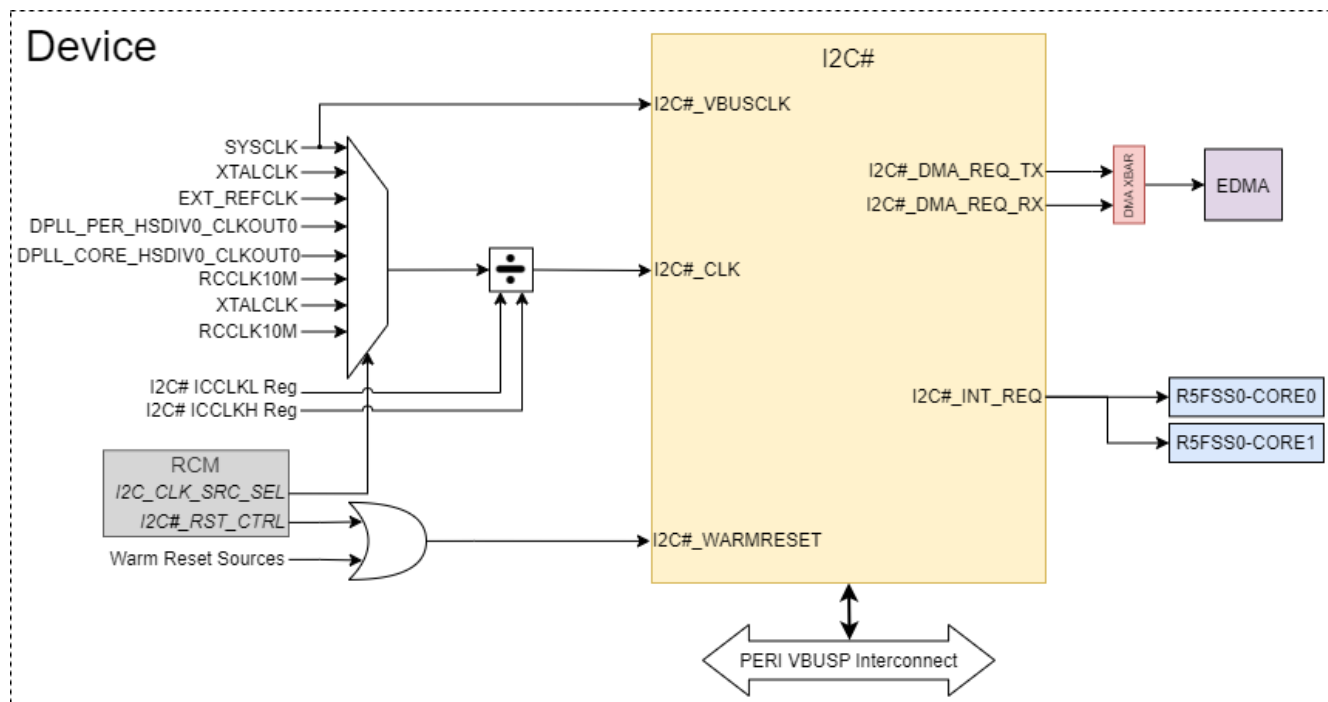 Device
I2C#
I2C#_VBUSCLK
SYSCLK
XTALCLK
EXT_REFCLK
DPLL_PER_HSDIV0_CLKOUT0
DPLL_CORE_HSDIV0_CLKOUT0
RCCLK10M
XTALCLK
RCCLK10M
I2C#_CLK
I2C#_DMA_REQ_TX
I2C#_DMA_REQ_RX
DMA XBAR
EDMA
I2C# ICCLKL Reg
I2C# ICCLKH Reg
I2C#_INT_REQ
R5FSS0-CORE0
R5FSS0-CORE1
RCM
I2C_CLK_SRC_SEL
I2C#_RST_CTRL
Warm Reset Sources
I2C#_WARMRESET
PERI VBUSP Interconnect